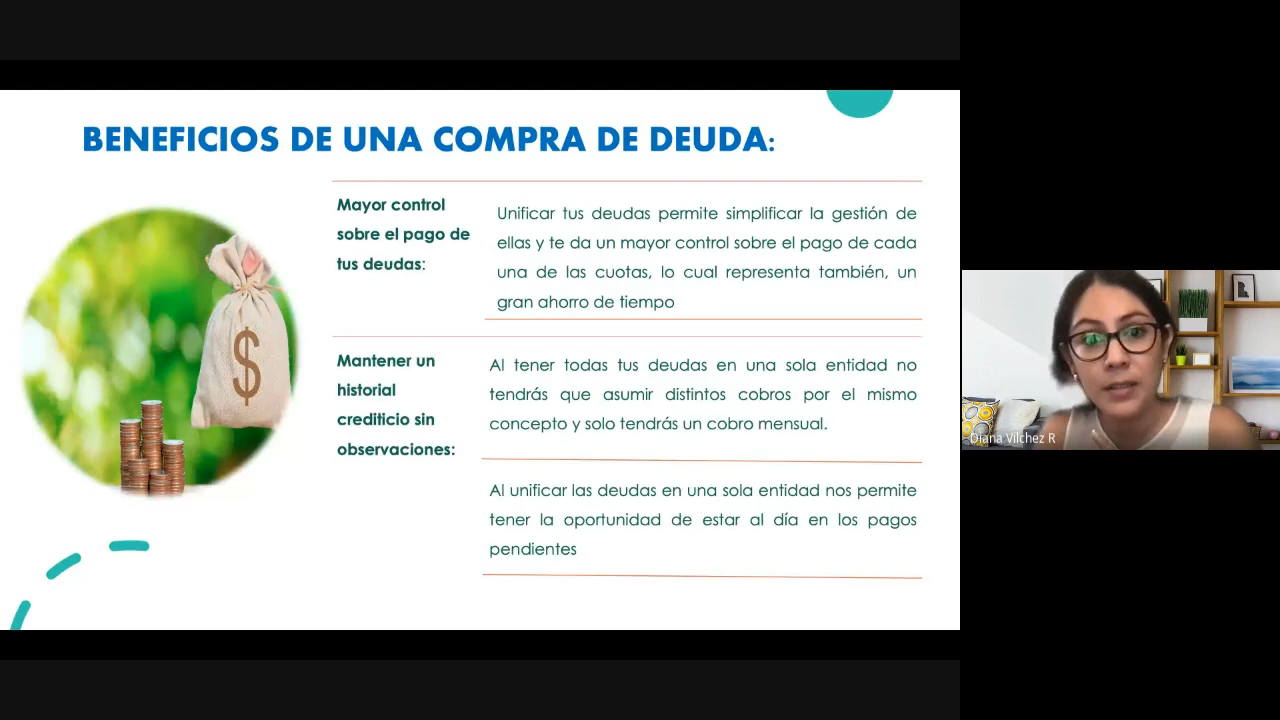 BENEFICIOS DE UNA COMPRA DE DEUDA:
Mayor control
sobre el pago de
tus deudas:
Unificar tus deudas permite simplificar la gestión de
ellas y te da un mayor control sobre el pago de cada
una de las cuotas, lo cual representa también, un
gran ahorro de tiempo
Mantener un
historial
crediticio sin
observaciones:
Al tener todas tus deudas en una sola entidad no
tendrás que asumir distintos cobros por el mismo
concepto y solo tendrás un cobro mensual.
Al unificar las deudas en una sola entidad nos permite
tener la oportunidad de estar al día en los pagos
pendientes
$
Diana Vilchez R